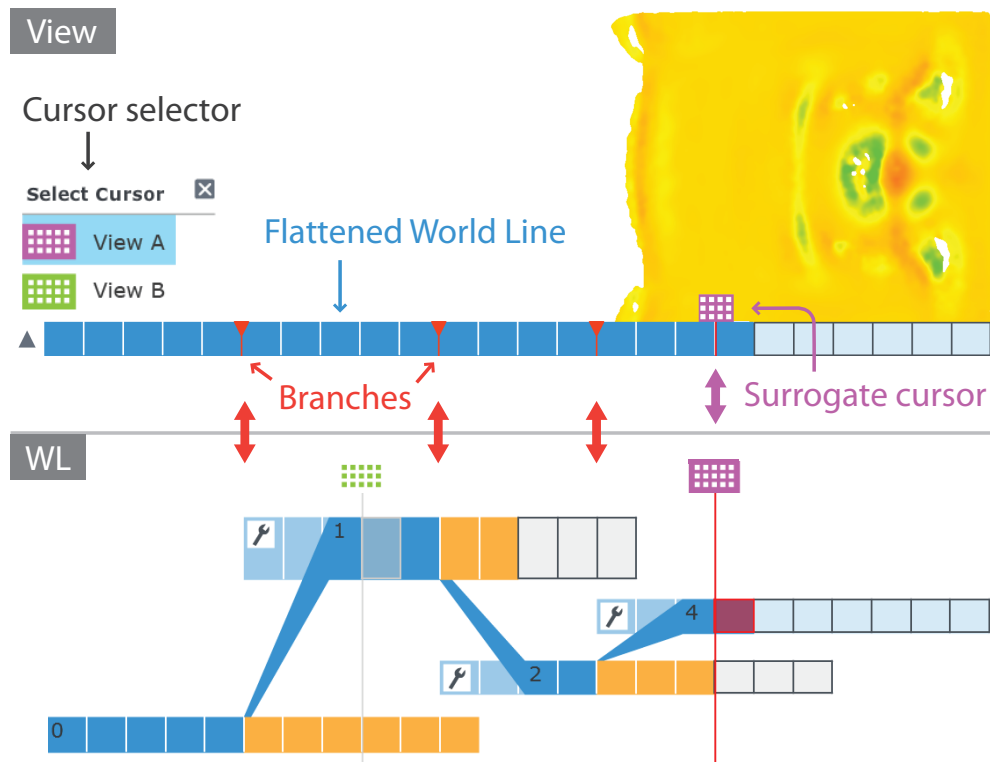 View
Cursor selector
Select Cursor
View A
View B
Flattened World Line
Branches
Surrogate cursor
WL
1
4
2
0